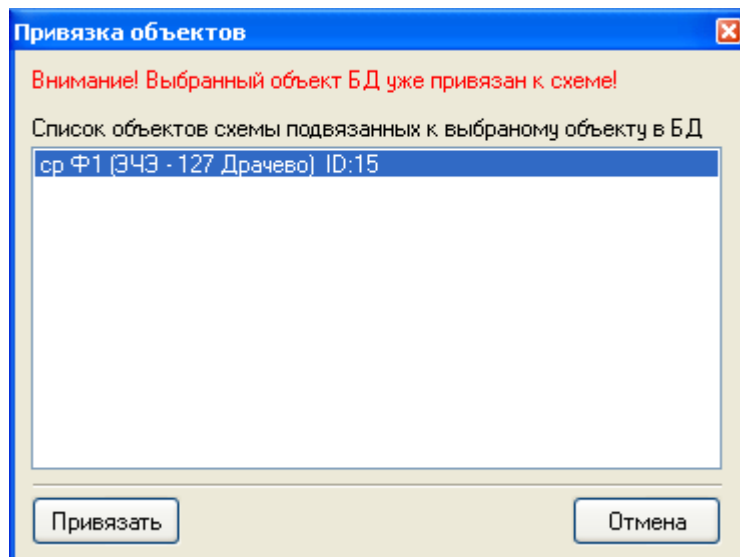 Привязка объектов
Внимание! Выбранный объект БД уже привязан к схеме!
Список объектов схемы подвязанных к выбраному объекту в БД
ср Ф1 (ЭЧЭ - 127 Драчево) ID:15
Привязать
Отмена